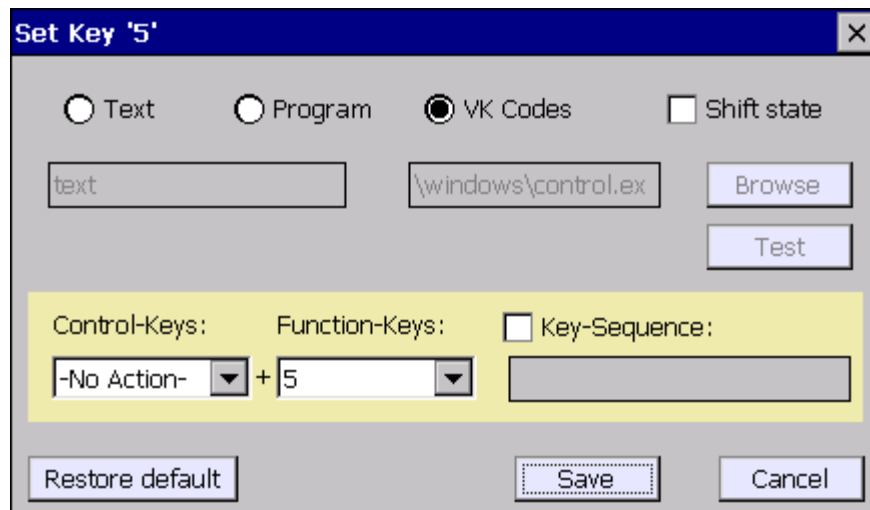 Set Key '5'
Text Program VK Codes Shift state
text \windows\control.ex Browse
Test
Control-Keys: Function-Keys: Key-Sequence:
-No Action- + 5
Restore default Save Cancel